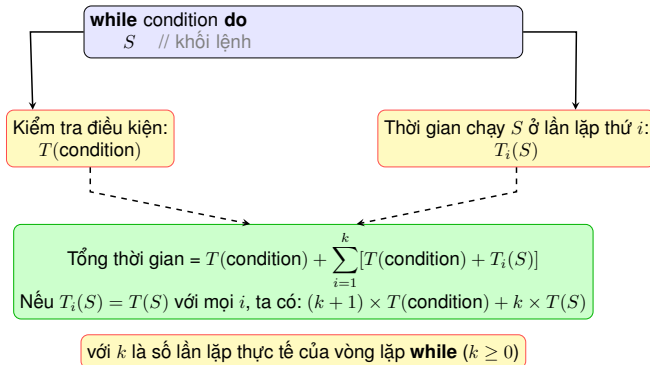 while condition do
S // khối lệnh
Kiểm tra điều kiện:
T(condition)
Thời gian chạy S ở lần lặp thứ i:
T_i(S)
Tổng thời gian = T(condition) + \sum_{i=1}^{k}[T(condition) + T_i(S)]
Nếu T_i(S) = T(S) với mọi i, ta có: (k + 1) × T(condition) + k × T(S)
với k là số lần lặp thực tế của vòng lặp while (k ≥ 0)